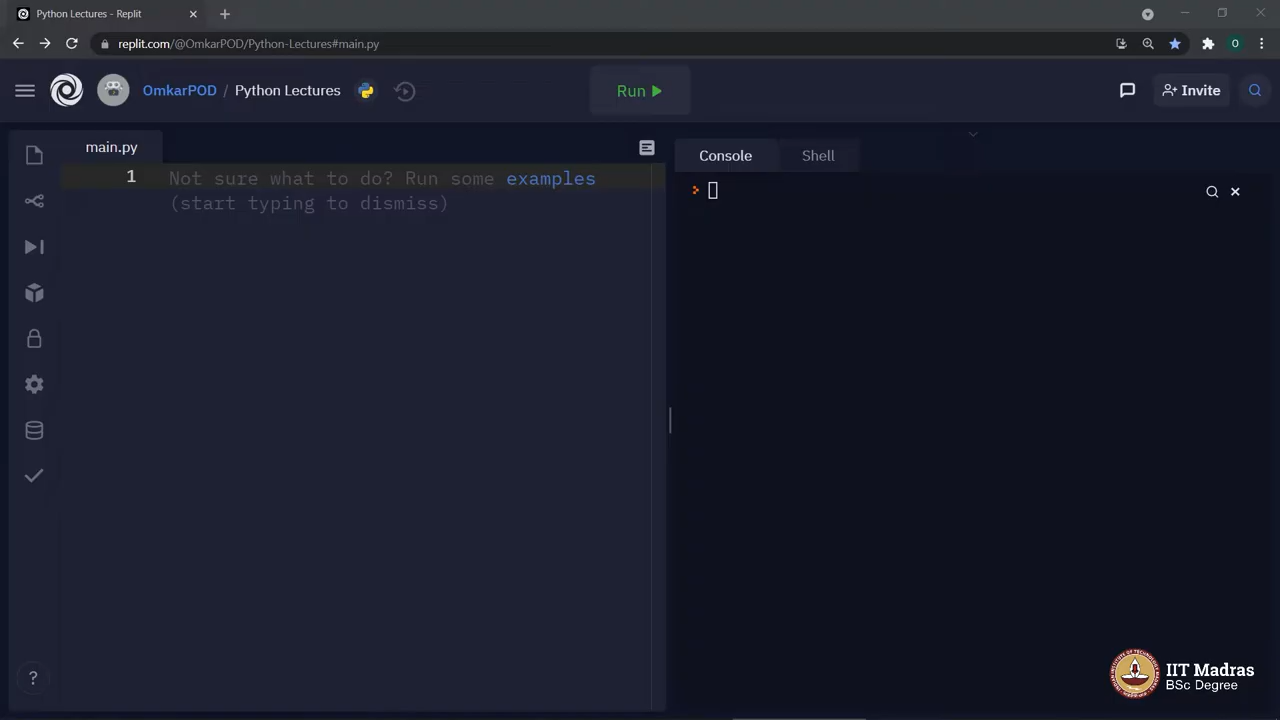 Python Lectures - Replit
replit.com/@OmkarPOD/Python-Lectures#main.py
O
OmkarPOD / Python Lectures
Run
Invite
main.py
Console
Shell
1
Not sure what to do? Run some examples
(start typing to dismiss)
?
IIT Madras
BSc Degree